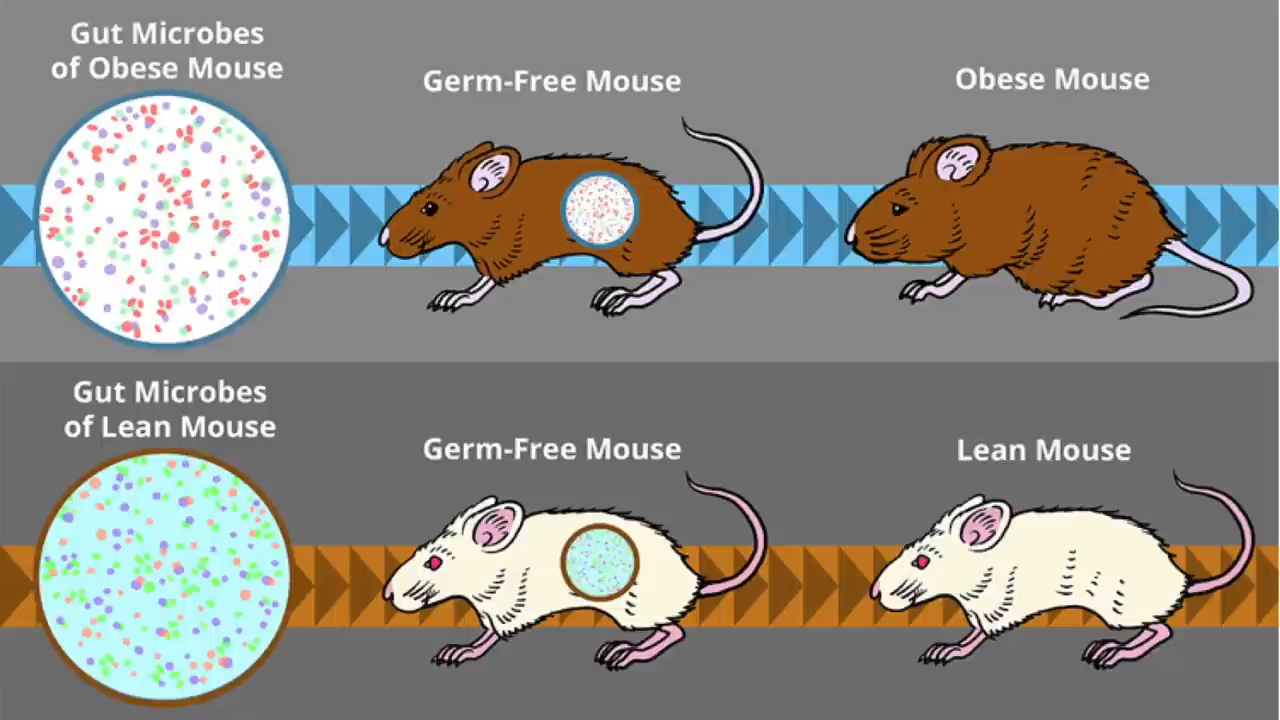 Gut Microbes
of Obese Mouse
Germ-Free Mouse
Obese Mouse
Gut Microbes
of Lean Mouse
Germ-Free Mouse
Lean Mouse